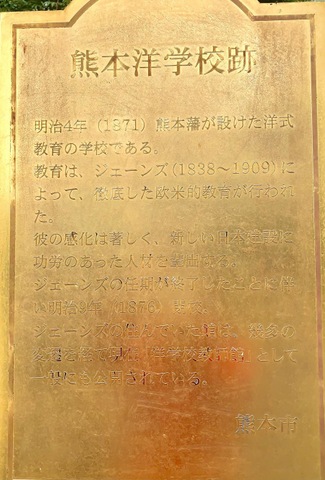 熊本洋学校跡
明治4年（1871）熊本藩が設けた洋式
教育の学校である。
教育は、ジェーンズ（1838〜1909）に
よって、徹底した欧米的教育が行われ
た。
彼の感化は著しく、新しい日本建設に
功労のあった人材を輩出した。
ジェーンズの任期が終了したことに伴
い明治9年（1876）
ジェーンズの住んでいた館は、幾多の
変遷を経て現在「洋学校教師館」として
一般にも公開されている。
熊本市